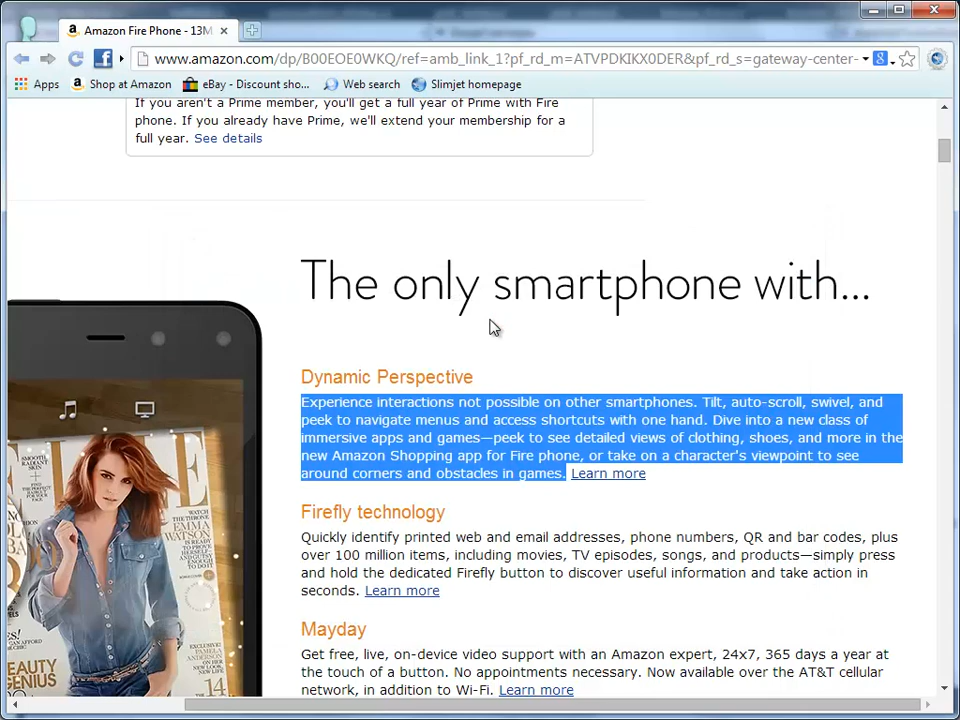 Amazon Fire Phone - 13M
www.amazon.com/dp/B00EOE0WKQ/ref=amb_link_1?pf_rd_m=ATVPDKIKX0DER&pf_rd_s=gateway-center-
Apps Shop at Amazon eBay - Discount sho... Web search Slimjet homepage
If you aren't a Prime member, you'll get a full year of Prime with Fire
phone. If you already have Prime, we'll extend your membership for a
full year. See details
The only smartphone with...
Dynamic Perspective
Experience interactions not possible on other smartphones. Tilt, auto-scroll, swivel, and
peek to navigate menus and access shortcuts with one hand. Dive into a new class of
immersive apps and games—peek to see detailed views of clothing, shoes, and more in the
new Amazon Shopping app for Fire phone, or take on a character's viewpoint to see
around corners and obstacles in games. Learn more
Firefly technology
Quickly identify printed web and email addresses, phone numbers, QR and bar codes, plus
over 100 million items, including movies, TV episodes, songs, and products—simply press
and hold the dedicated Firefly button to discover useful information and take action in
seconds. Learn more
Mayday
Get free, live, on-device video support with an Amazon expert, 24x7, 365 days a year at
the touch of a button. No appointments necessary. Now available over the AT&T cellular
network, in addition to Wi-Fi. Learn more
SMOOTH
RADIANT
SKIN
WATCH
THE THRONE
EMMA
WATSON
BEAUTY
GENIUS
14